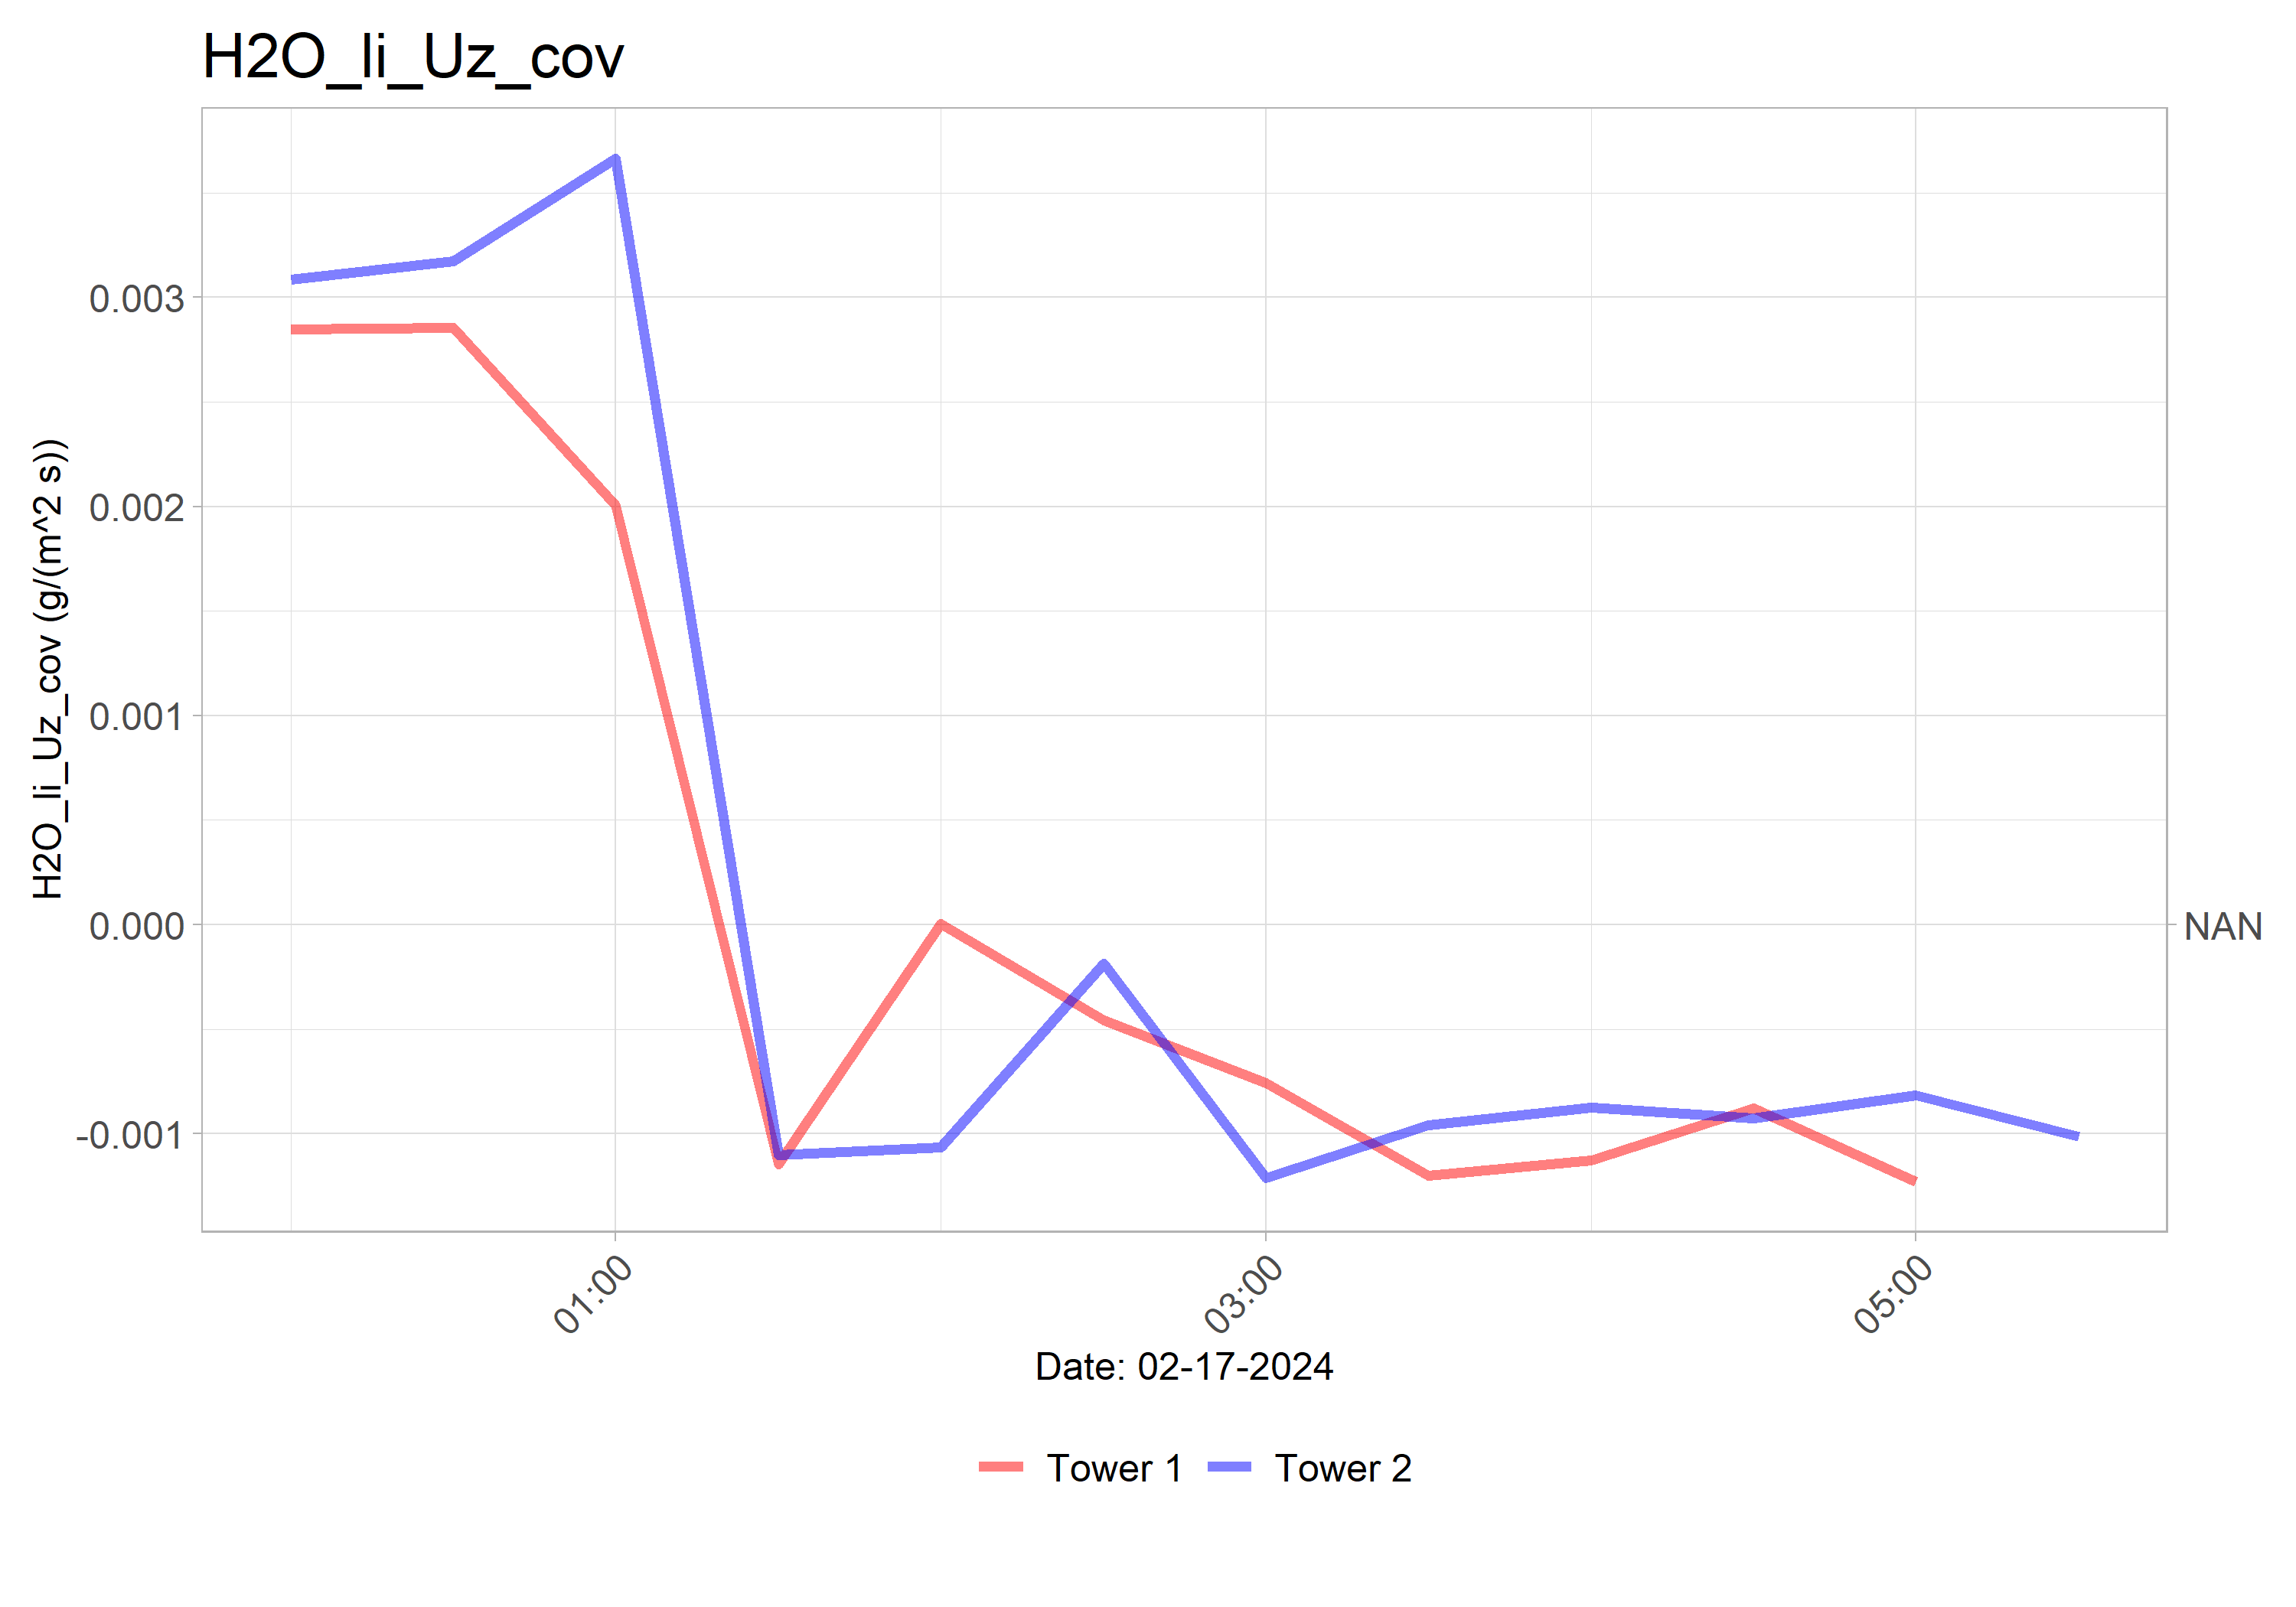 H2O_li_Uz_cov
H2O_li_Uz_cov (g/(m^2 s))
0.003
0.002
0.001
0.000
-0.001
NAN
01:00
03:00
05:00
Date: 02-17-2024
Tower 1
Tower 2